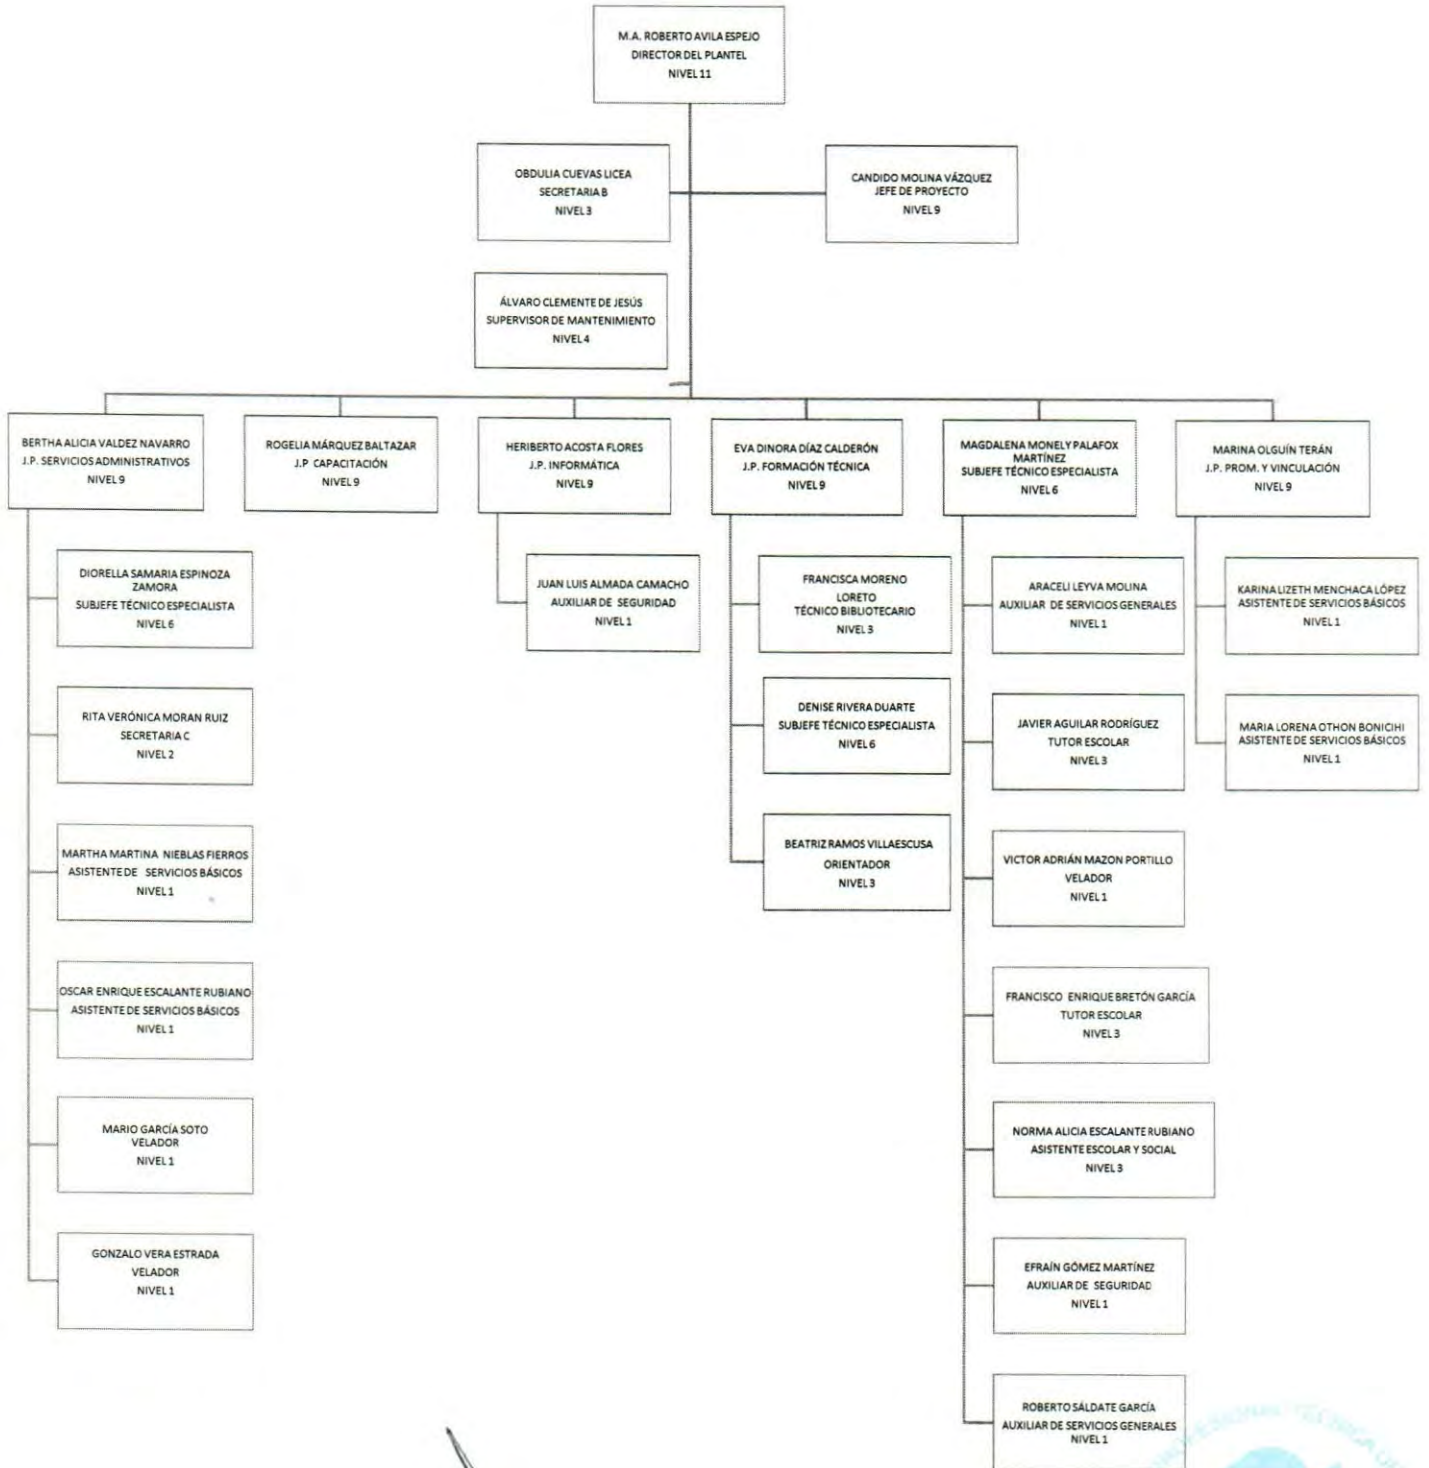 M.A. ROBERTO AVILA ESPEJO
DIRECTOR DEL PLANTEL
NIVEL 11
OBDULIA CUEVAS LICEA
SECRETARIA B
NIVEL 3
CANDIDO MOLINA VÁZQUEZ
JEFE DE PROYECTO
NIVEL 9
ÁLVARO CLEMENTE DE JESÚS
SUPERVISOR DE MANTENIMIENTO
NIVEL 4
BERTHA ALICIA VALDEZ NAVARRO
J.P. SERVICIOS ADMINISTRATIVOS
NIVEL 9
ROGELIA MÁRQUEZ BALTAZAR
J.P CAPACITACIÓN
NIVEL 9
HERIBERTO ACOSTA FLORES
J.P. INFORMÁTICA
NIVEL 9
EVA DINORA DÍAZ CALDERÓN
J.P. FORMACIÓN TÉCNICA
NIVEL 9
MAGDALENA MONELY PALAFOX
MARTÍNEZ
SUBJEFE TÉCNICO ESPECIALISTA
NIVEL 6
MARINA OLGUÍN TERÁN
J.P. PROM. Y VINCULACIÓN
NIVEL 9
DIORELLA SAMARIA ESPINOZA
ZAMORA
SUBJEFE TÉCNICO ESPECIALISTA
NIVEL 6
RITA VERÓNICA MORAN RUIZ
SECRETARIA C
NIVEL 2
MARTHA MARTINA NIEBLAS FIERROS
ASISTENTE DE SERVICIOS BÁSICOS
NIVEL 1
OSCAR ENRIQUE ESCALANTE RUBIANO
ASISTENTE DE SERVICIOS BÁSICOS
NIVEL 1
MARIO GARCÍA SOTO
VELADOR
NIVEL 1
GONZALO VERA ESTRADA
VELADOR
NIVEL 1
JUAN LUIS ALMADA CAMACHO
AUXILIAR DE SEGURIDAD
NIVEL 1
FRANCISCA MORENO
LORETO
TÉCNICO BIBLIOTECARIO
NIVEL 3
DENISE RIVERA DUARTE
SUBJEFE TÉCNICO ESPECIALISTA
NIVEL 6
BEATRIZ RAMOS VILLAESCUSA
ORIENTADOR
NIVEL 3
ARACELI LEYVA MOLINA
AUXILIAR DE SERVICIOS GENERALES
NIVEL 1
JAVIER AGUILAR RODRÍGUEZ
TUTOR ESCOLAR
NIVEL 3
VICTOR ADRIÁN MAZON PORTILLO
VELADOR
NIVEL 1
FRANCISCO ENRIQUE BRETÓN GARCÍA
TUTOR ESCOLAR
NIVEL 3
NORMA ALICIA ESCALANTE RUBIANO
ASISTENTE ESCOLAR Y SOCIAL
NIVEL 3
EFRAÍN GÓMEZ MARTÍNEZ
AUXILIAR DE SEGURIDAD
NIVEL 1
ROBERTO SÁLDATE GARCÍA
AUXILIAR DE SERVICIOS GENERALES
NIVEL 1
KARINA LIZETH MENCHACA LÓPEZ
ASISTENTE DE SERVICIOS BÁSICOS
NIVEL 1
MARIA LORENA OTHON BONICIHI
ASISTENTE DE SERVICIOS BÁSICOS
NIVEL 1